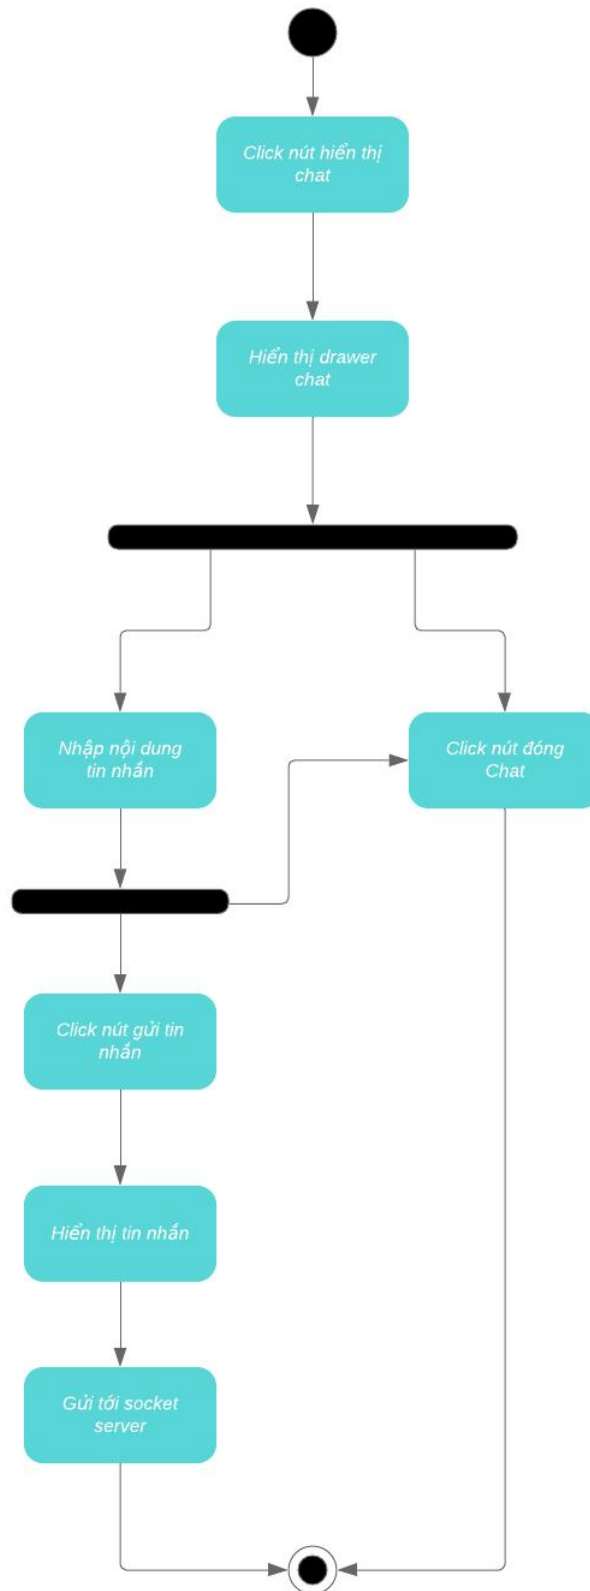 Click nút hiển thị
chat
Hiển thị drawer
chat
Nhập nội dung
tin nhắn
Click nút đóng
Chat
Click nút gửi tin
nhắn
Hiển thị tin nhắn
Gửi tới socket
server